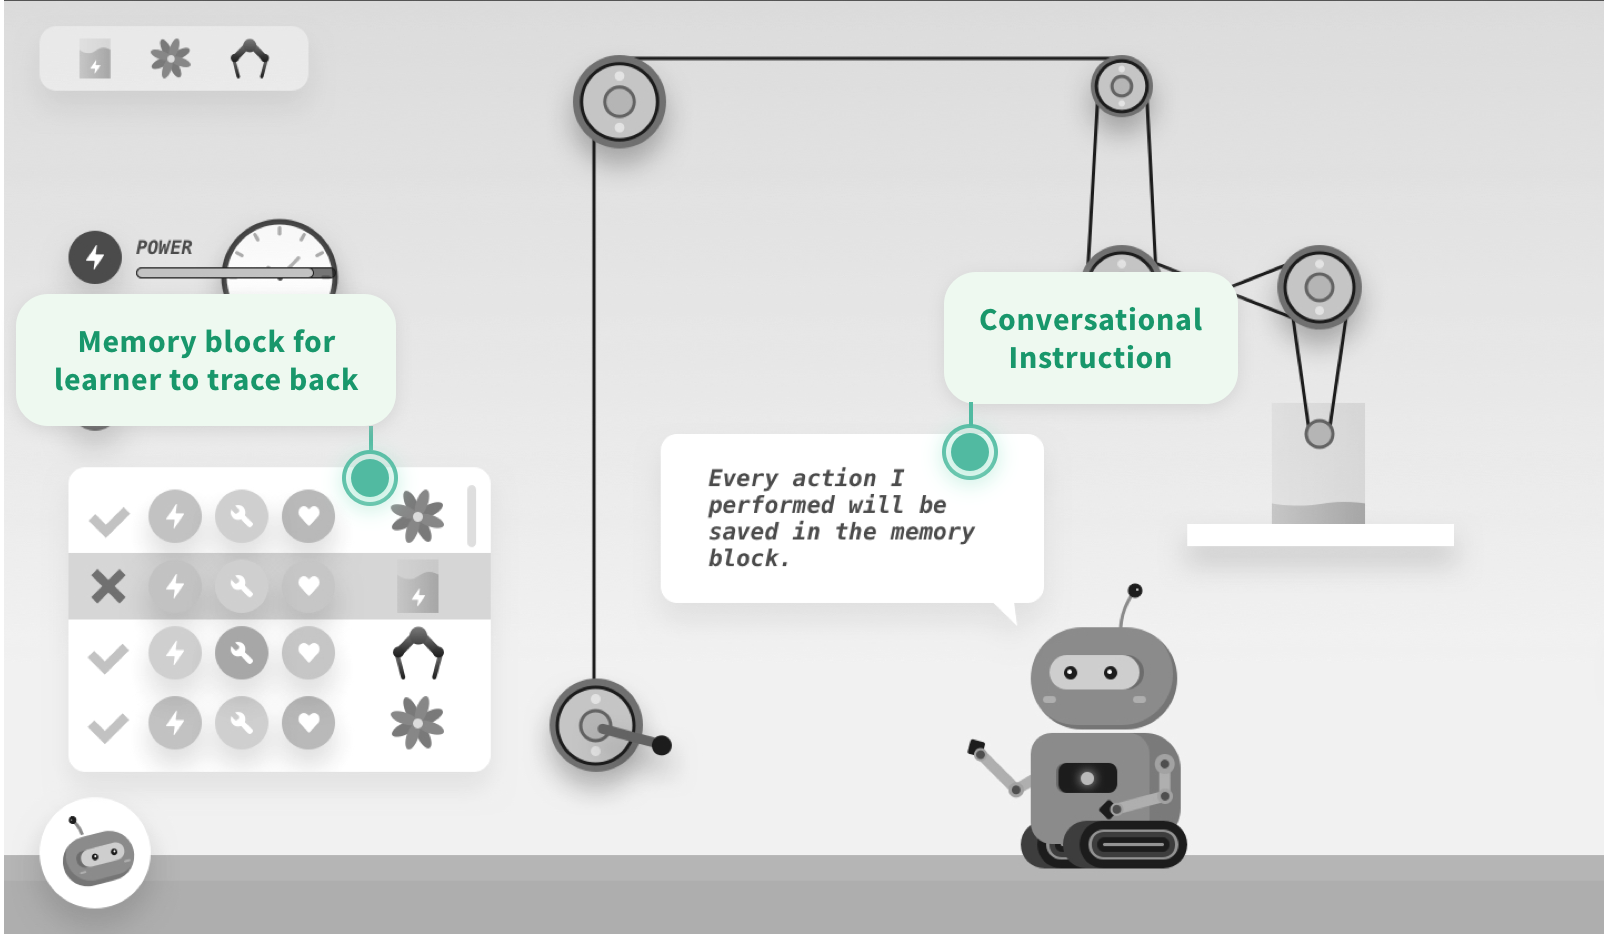 POWER
Memory block for
learner to trace back
Conversational
Instruction
Every action I
performed will be
saved in the memory
block.